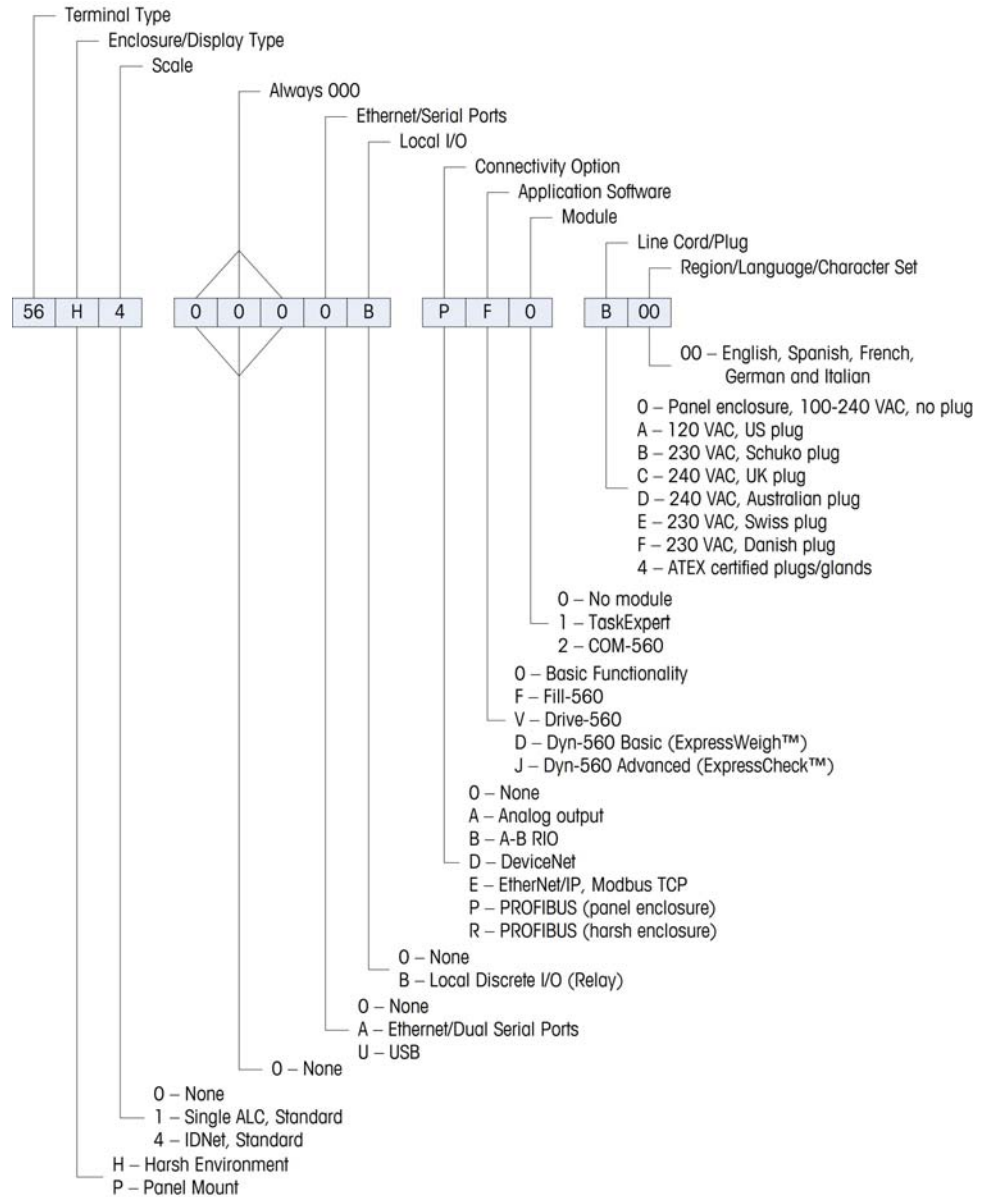 Terminal Type
Enclosure/Display Type
Scale
Always 000
Ethernet/Serial Ports
Local I/O
Connectivity Option
Application Software
Module
Line Cord/Plug
Region/Language/Character Set
56 H 4 0 0 0 0 B P F 0 B 00
00 – English, Spanish, French,
German and Italian
0 – Panel enclosure, 100-240 VAC, no plug
A – 120 VAC, US plug
B – 230 VAC, Schuko plug
C – 240 VAC, UK plug
D – 240 VAC, Australian plug
E – 230 VAC, Swiss plug
F – 230 VAC, Danish plug
4 – ATEX certified plugs/glands
0 – No module
1 – TaskExpert
2 – COM-560
0 – Basic Functionality
F – Fill-560
V – Drive-560
D – Dyn-560 Basic (ExpressWeigh™)
J – Dyn-560 Advanced (ExpressCheck™)
0 – None
A – Analog output
B – A-B RIO
D – DeviceNet
E – EtherNet/IP, Modbus TCP
P – PROFIBUS (panel enclosure)
R – PROFIBUS (harsh enclosure)
0 – None
B – Local Discrete I/O (Relay)
0 – None
A – Ethernet/Dual Serial Ports
U – USB
0 – None
0 – None
1 – Single ALC, Standard
4 – IDNet, Standard
H – Harsh Environment
P – Panel Mount